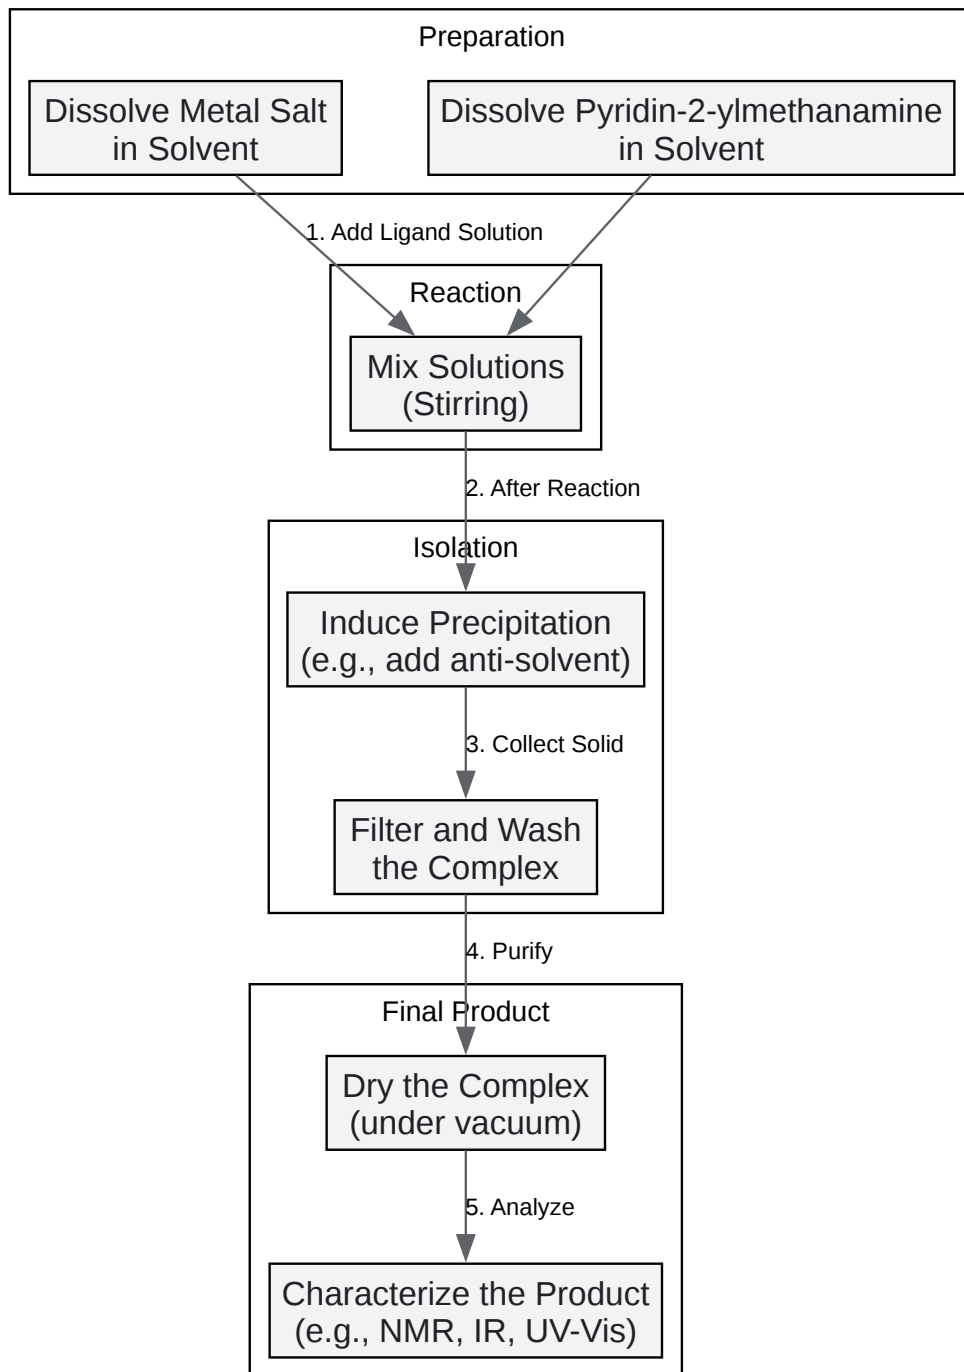 Preparation
Dissolve Metal Salt
in Solvent
Dissolve Pyridin-2-ylmethanamine
in Solvent
1. Add Ligand Solution
Reaction
Mix Solutions
(Stirring)
2. After Reaction
Isolation
Induce Precipitation
(e.g., add anti-solvent)
3. Collect Solid
Filter and Wash
the Complex
4. Purify
Final Product
Dry the Complex
(under vacuum)
5. Analyze
Characterize the Product
(e.g., NMR, IR, UV-Vis)